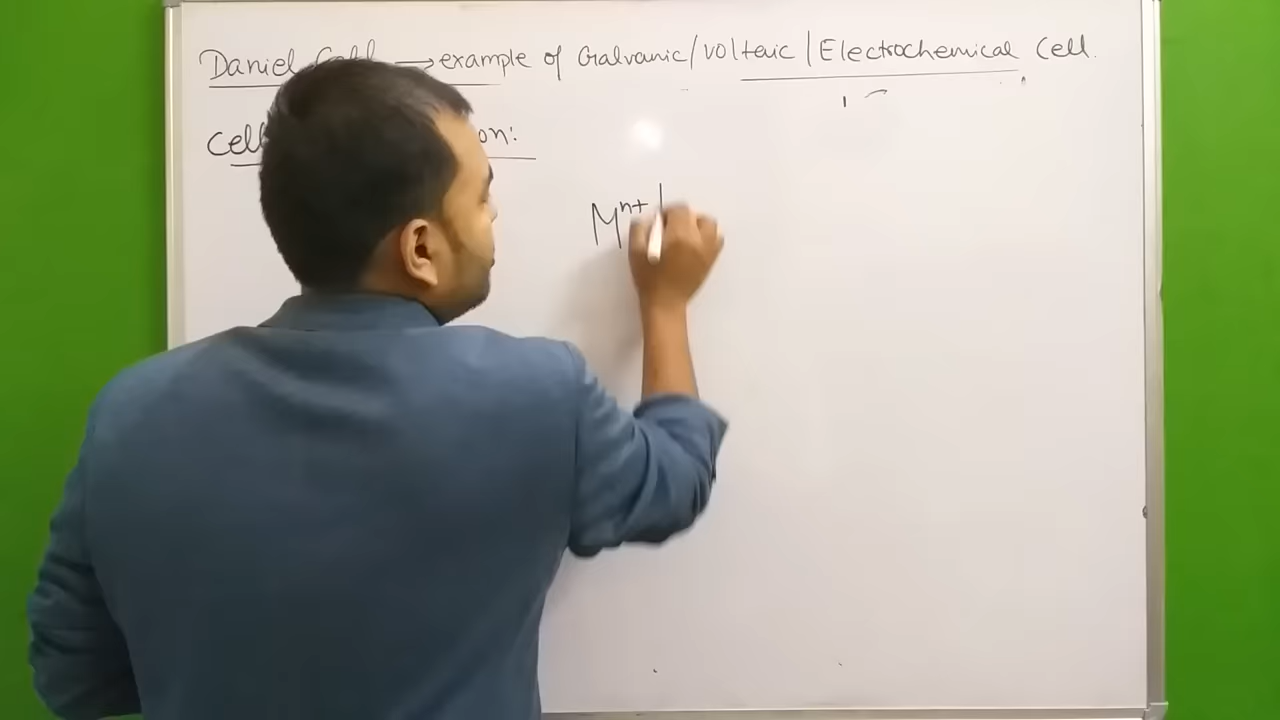 Daniel → example of Galvanic/voltaic | Electrochemical Cell.
Cell on:
Mⁿ⁺ |